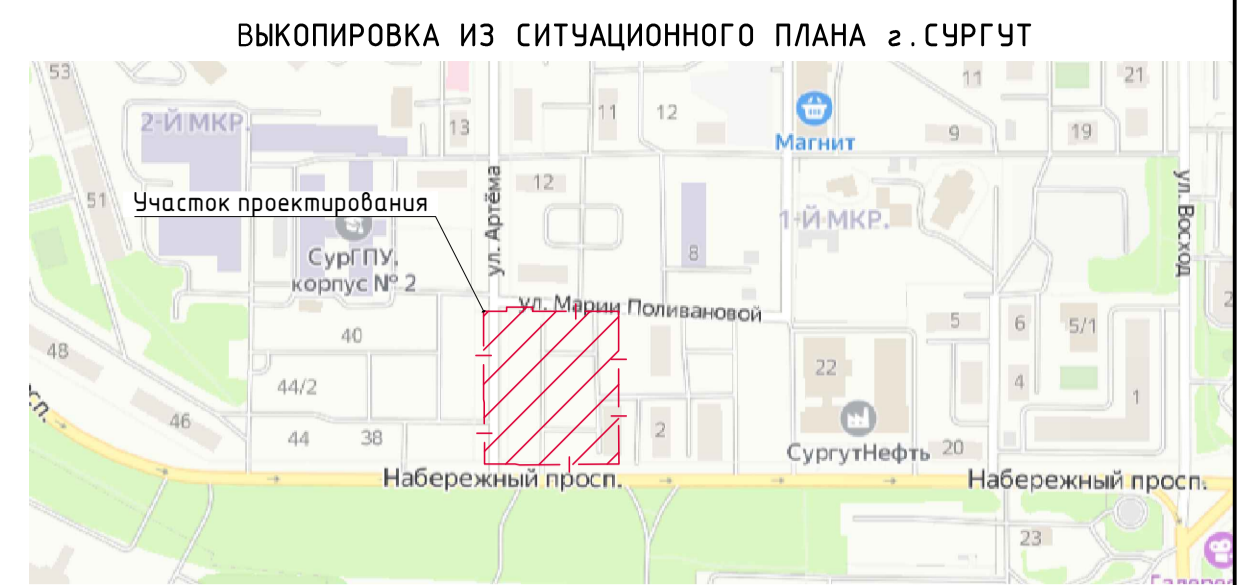 ВЫКОПИРОВКА ИЗ СИТУАЦИОННОГО ПЛАНА г.СУРГУТ
53
11
21
2-Й МКР.
13
11
12
Магнит
9
19
51
Участок проектирования
12
ул. Артёма
1-Й МКР.
ул. Восход
СурГПУ,
корпус № 2
8
ул. Марии Поливановой
40
5
6
5/1
2
48
44/2
22
4
1
46
44
38
2
СургутНефть
20
Набережный просп.
Набережный просп.
23